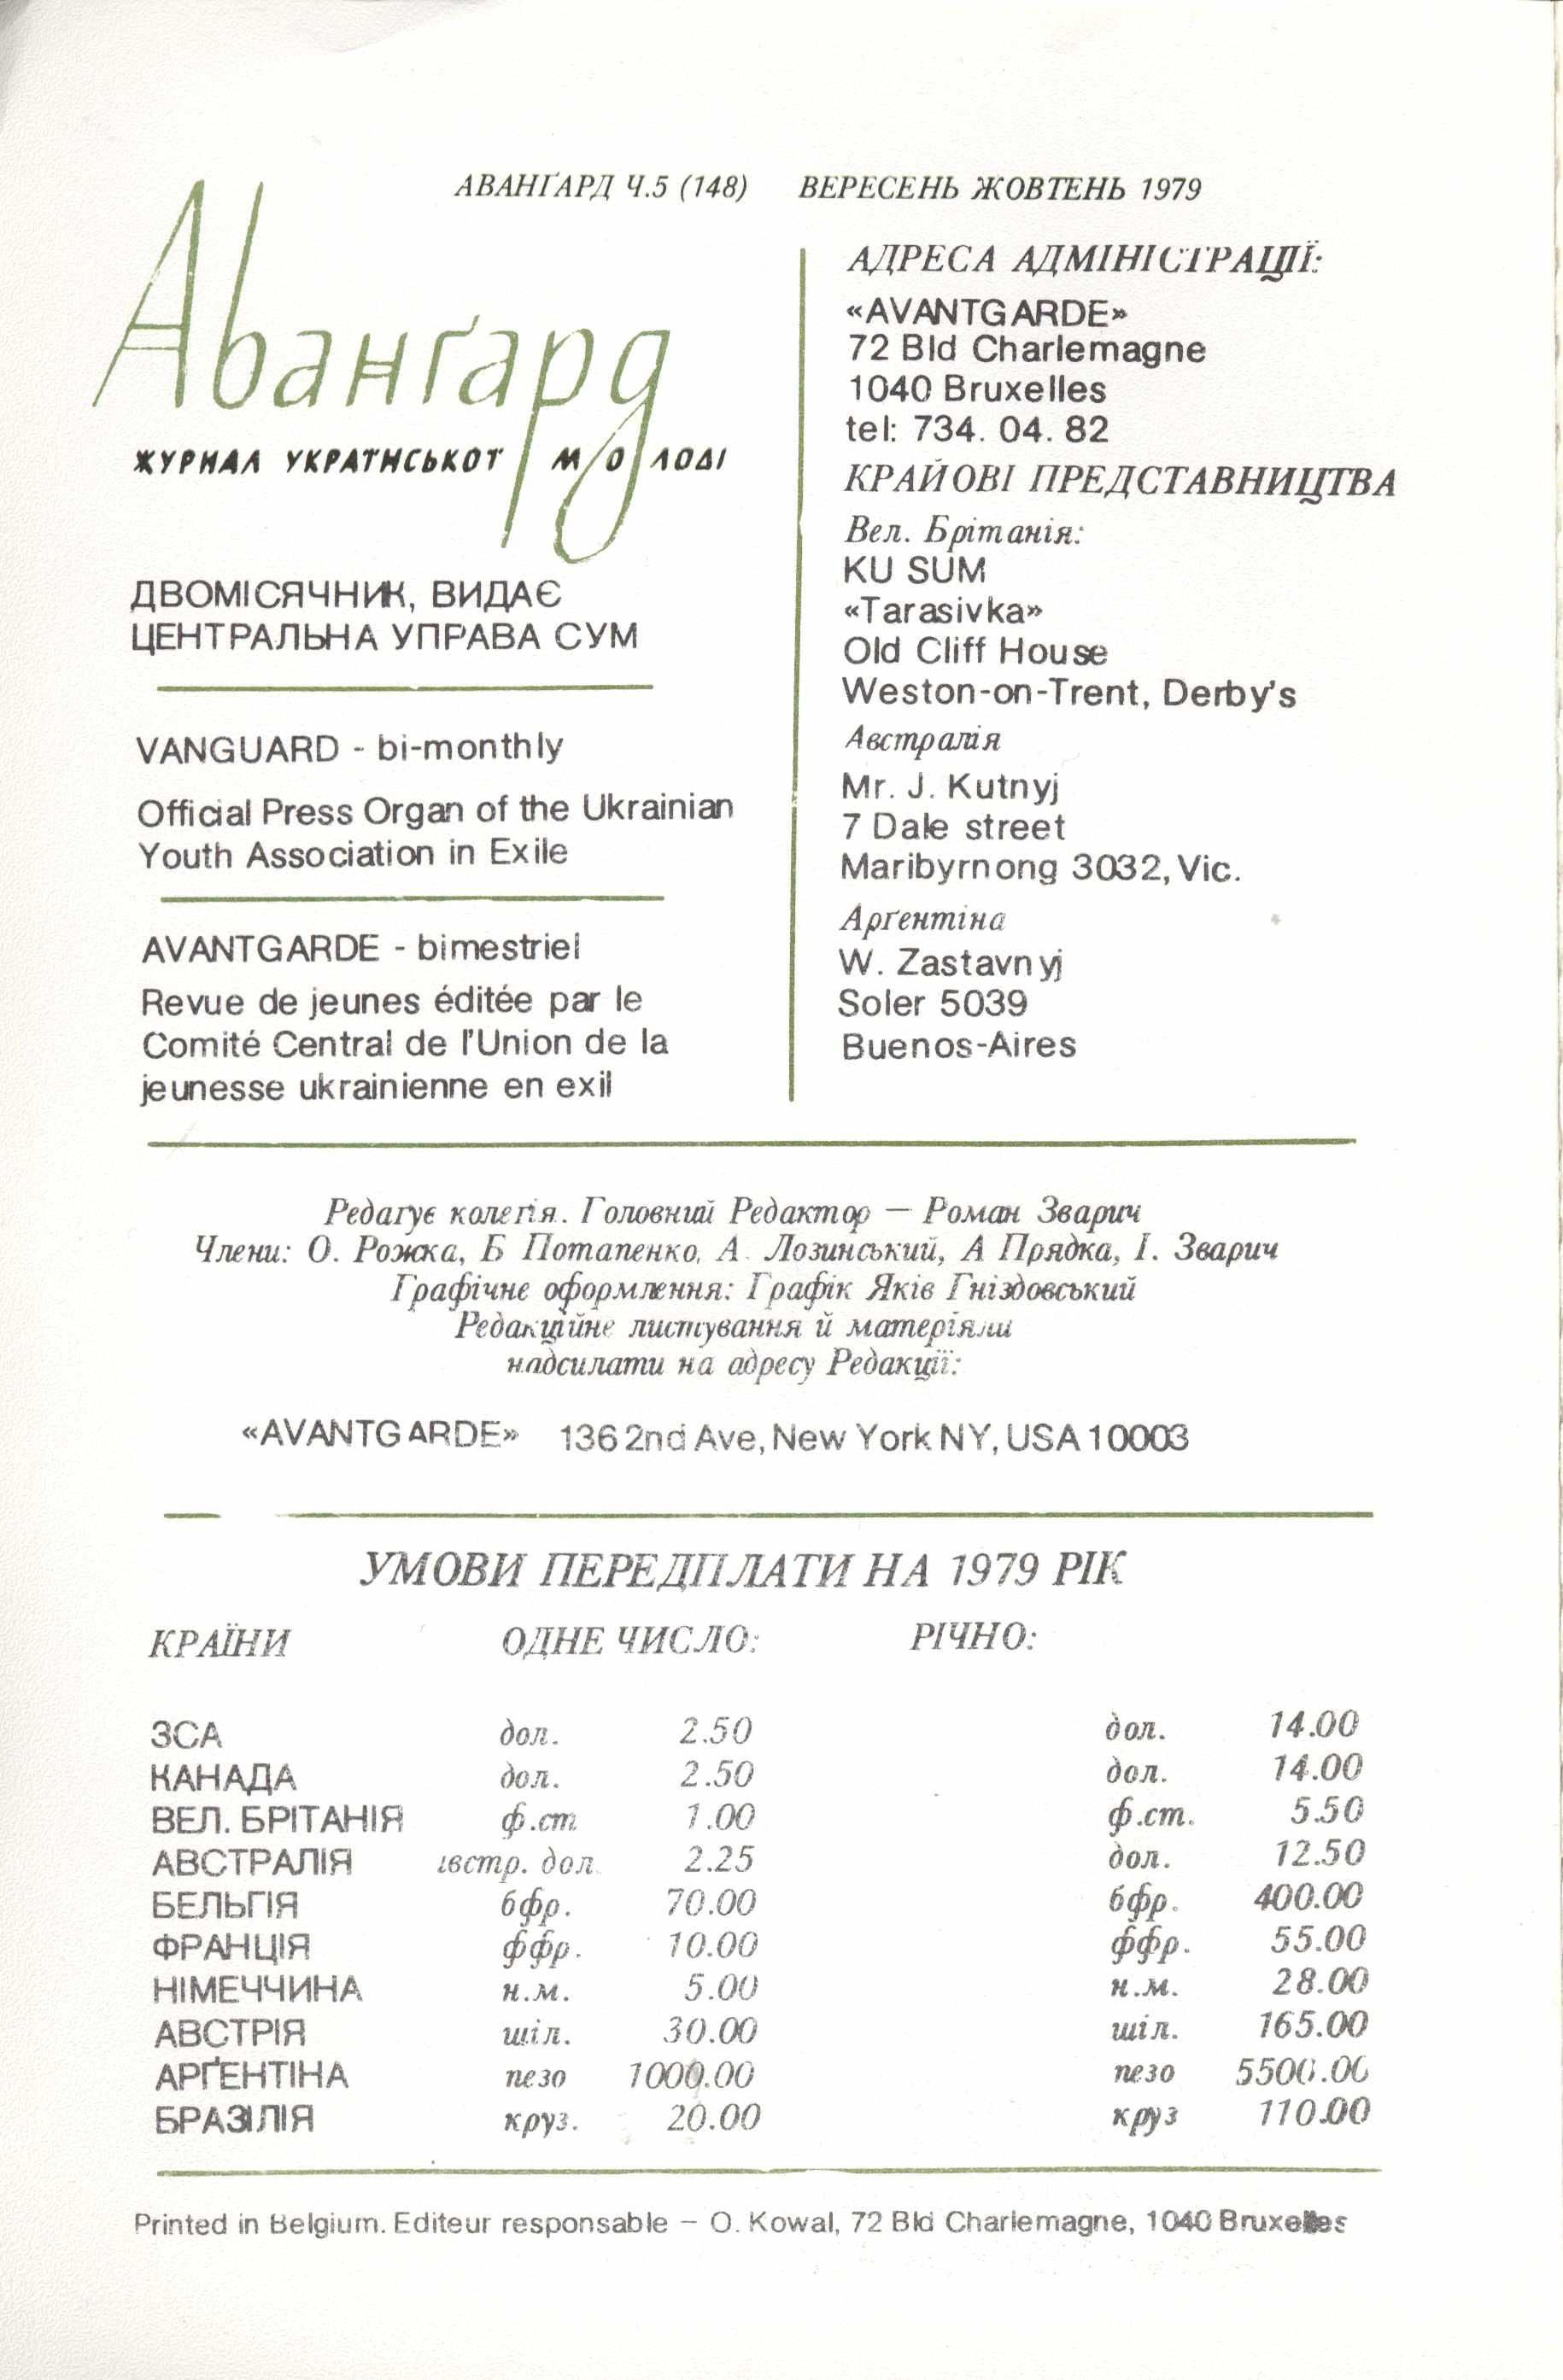 АВАНҐАРД Ч.5 (148) ВЕРЕСЕНЬ ЖОВТЕНЬ 1979
Аванґард
ЖУРНАЛ УКРАЇНСЬКОЇ МОЛОДІ
ДВОМІСЯЧНИК, ВИДАЄ
ЦЕНТРАЛЬНА УПРАВА СУМ
VANGUARD - bi-monthly
Official Press Organ of the Ukrainian
Youth Association in Exile
AVANTGARDE - bimestriel
Revue de jeunes éditée par le
Comité Central de l'Union de la
jeunesse ukrainienne en exil
АДРЕСА АДМІНІСТРАЦІЇ:
«AVANTGARDE»
72 Bld Charlemagne
1040 Bruxelles
tel: 734. 04. 82
КРАЙОВІ ПРЕДСТАВНИЦТВА
Вел. Брітанія:
KU SUM
«Tarasivka»
Old Cliff House
Weston-on-Trent, Derby's
Австралія
Mr. J. Kutnyj
7 Dale street
Maribyrnong 3032, Vic.
Арґентіна
W. Zastavnyj
Soler 5039
Buenos-Aires
Редагує колегія. Головний Редактор — Роман Зварич
Члени: О. Рожка, Б Потапенко, А. Лозинський, А Прядка, І. Зварич
Графічне оформлення: Графік Яків Гніздовський
Редакційне листування й матеріяли
надсилати на адресу Редакції:
«AVANTGARDE» 136 2nd Ave, New York NY, USA 10003
УМОВИ ПЕРЕДПЛАТИ НА 1979 РІК
КРАЇНИ ОДНЕ ЧИСЛО: РІЧНО:
ЗСА дол. 2.50 дол. 14.00
КАНАДА дол. 2.50 дол. 14.00
ВЕЛ. БРІТАНІЯ ф.ст 1.00 ф.ст. 5.50
АВСТРАЛІЯ австр. дол. 2.25 дол. 12.50
БЕЛЬГІЯ бфр. 70.00 бфр. 400.00
ФРАНЦІЯ ффр. 10.00 ффр. 55.00
НІМЕЧЧИНА н.м. 5.00 н.м. 28.00
АВСТРІЯ шіл. 30.00 шіл. 165.00
АРҐЕНТІНА пезо 1000.00 пезо 5500.00
БРАЗІЛІЯ круз. 20.00 круз 110.00
Printed in Belgium. Editeur responsable — O. Kowal, 72 Bld Charlemagne, 1040 Bruxelles